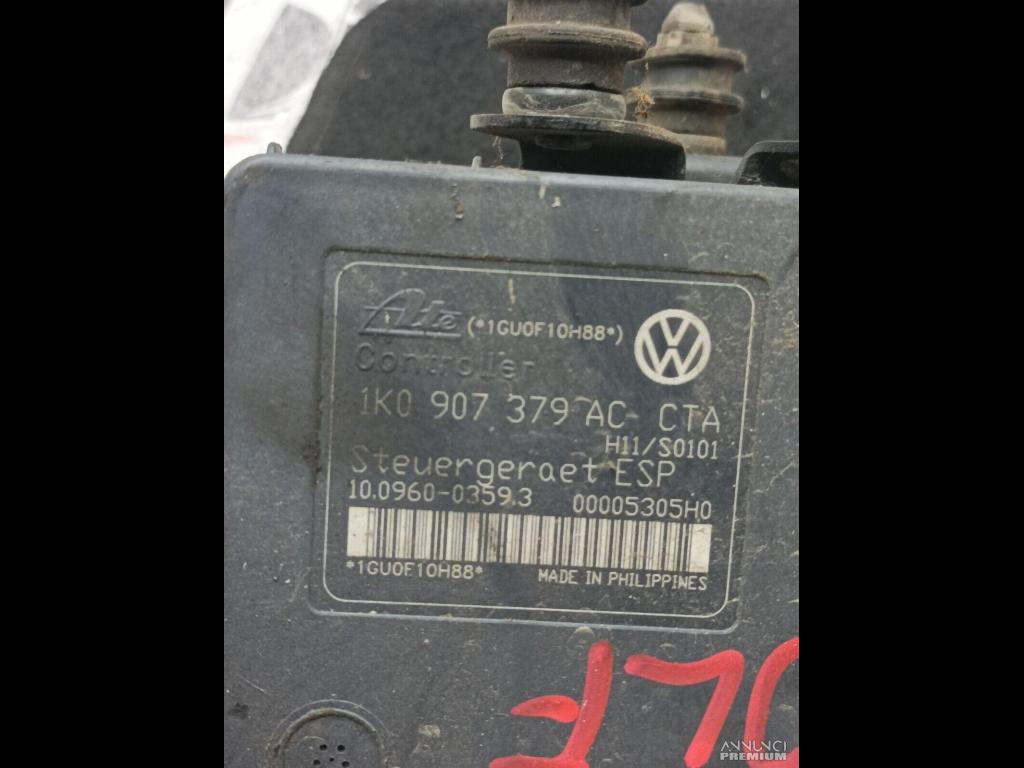 Ate (*1GU0F10H88*)
Controller
1K0 907 379 AC CTA
H11/S0101
Steuergeraet ESP
10.0960-0359.3 00005305H0
*1GU0F10H88* MADE IN PHILIPPINES
ANNUNCI
PREMIUM